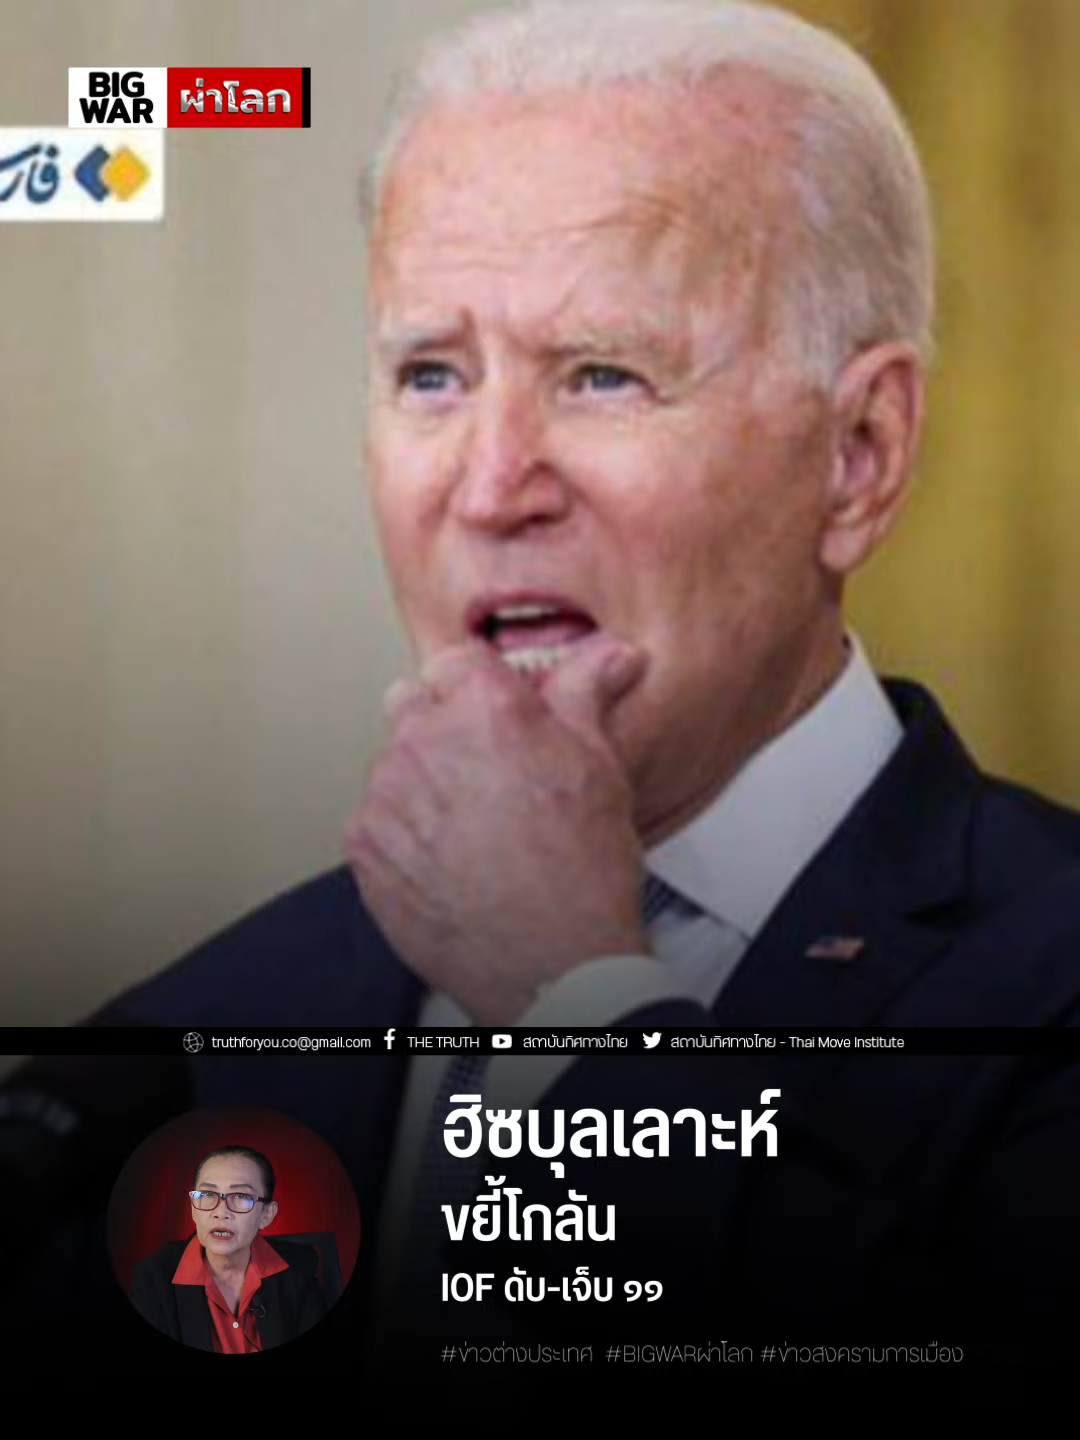 BIG
WAR
ผ่าโลก
truthforyou.co@gmail.com THE TRUTH สถาบันทิศทางไทย สถาบันทิศทางไทย - Thai Move Institute
ฮิซบุลเลาะห์
ขยี้โกลัน
IOF ดับ-เจ็บ ๑๑
#ข่าวต่างประเทศ #BIGWARผ่าโลก #ข่าวสงครามการเมือง